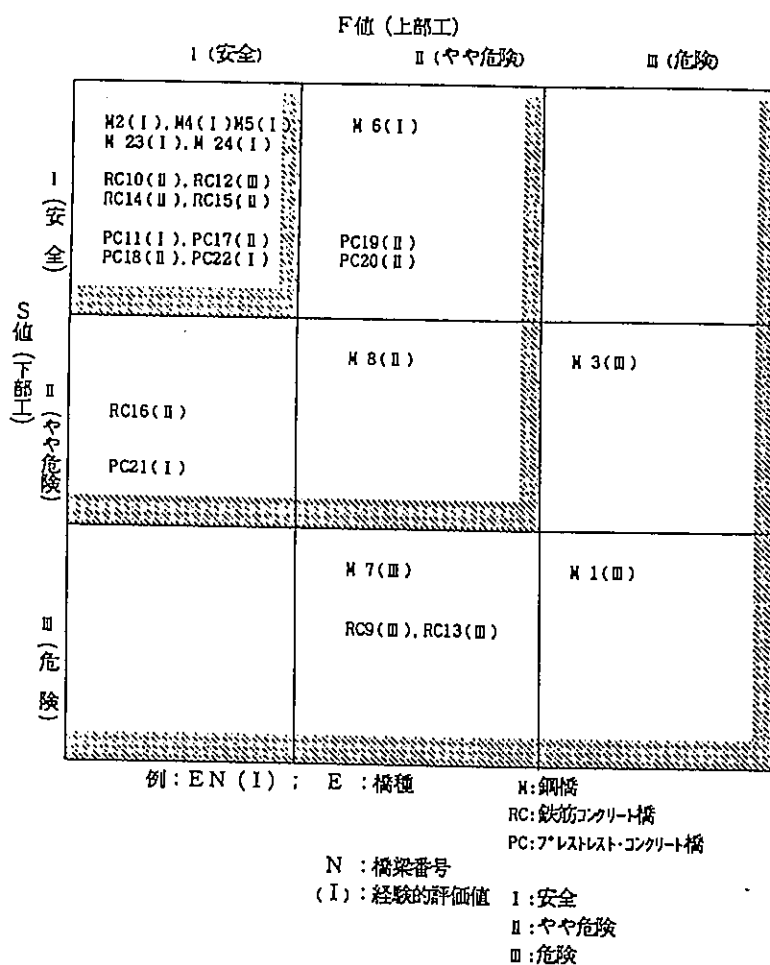 F値(上部工)
I(安全)
II(やや危険)
III(危険)
S値(下部工)
I(安全)
M2(I),M4(I)M5(I)
M 23(I),M 24(I)
RC10(II),RC12(III)
RC14(II),RC15(II)
PC11(I),PC17(II)
PC18(II),PC22(I)
M 6(I)
PC19(II)
PC20(II)
II(やや危険)
RC16(II)
PC21(I)
M 8(II)
M 3(III)
III(危険)
M 7(III)
RC9(III),RC13(III)
M 1(III)
例:EN(I); E :橋種 M:鋼橋
RC:鉄筋コンクリート橋
PC:プレストレスト・コンクリート橋
N :橋梁番号
(I):経験的評価値 I:安全
II:やや危険
III:危険